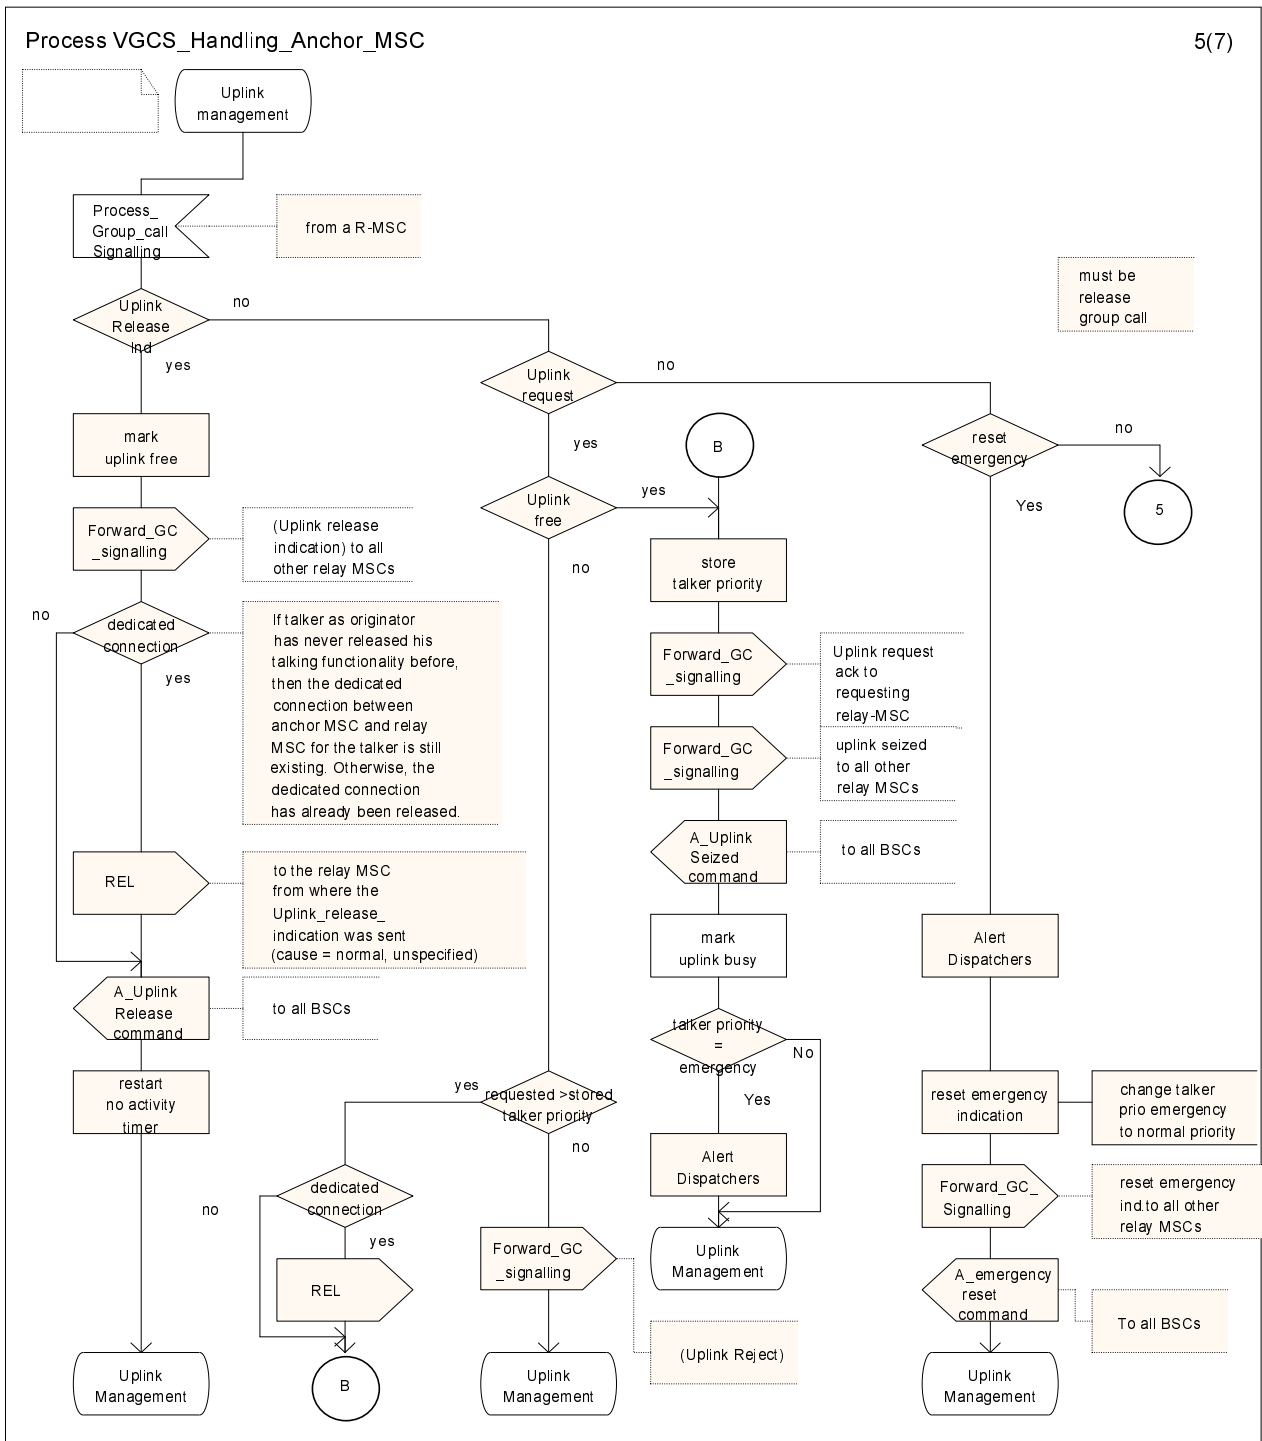 Process VGCS_Handling_Anchor_MSC
5(7)
Uplink
management
Process_
Group_call
Signalling
from a R-MSC
must be
release
group call
Uplink
Release
Ind
no
yes
Uplink
request
no
yes
mark
uplink free
B
reset
emergency
no
Yes
5
Uplink
free
yes
no
Forward_GC
_signalling
(Uplink release
indication) to all
other relay MSCs
store
talker priority
no
dedicated
connection
yes
If talker as originator
has never released his
talking functionality before,
then the dedicated
connection between
anchor MSC and relay
MSC for the talker is still
existing. Otherwise, the
dedicated connection
has already been released.
Forward_GC
_signalling
Uplink request
ack to
requesting
relay-MSC
Forward_GC
_signalling
uplink seized
to all other
relay MSCs
A_Uplink
Seized
command
to all BSCs
REL
to the relay MSC
from where the
Uplink_release_
indication was sent
(cause = normal, unspecified)
mark
uplink busy
Alert
Dispatchers
A_Uplink
Release
command
to all BSCs
talker priority
=
emergency
No
Yes
restart
no activity
timer
yes
requested >stored
talker priority
no
reset emergency
indication
change talker
prio emergency
to normal priority
Alert
Dispatchers
no
dedicated
connection
yes
Forward_GC_
Signalling
reset emergency
ind.to all other
relay MSCs
REL
Forward_GC
_signalling
Uplink
Management
A_emergency
reset
command
To all BSCs
(Uplink Reject)
Uplink
Management
B
Uplink
Management
Uplink
Management